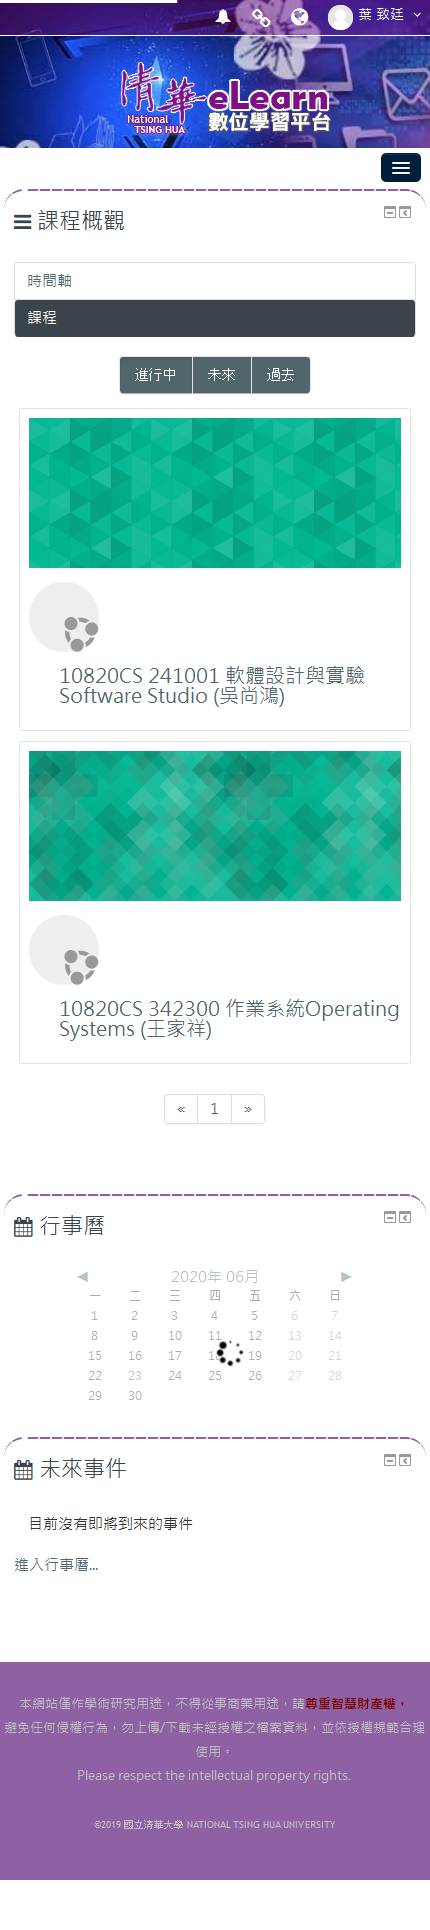 葉 致廷
清華 eLearn
National
TSING HUA
數位學習平台
課程概觀
時間軸
課程
進行中 未來 過去
10820CS 241001 軟體設計與實驗
Software Studio (吳尚鴻)
10820CS 342300 作業系統Operating
Systems (王家祥)
« 1 »
行事曆
◀ 2020年 06月 ▶
一 二 三 四 五 六 日
1 2 3 4 5 6 7
8 9 10 11 12 13 14
15 16 17 18 19 20 21
22 23 24 25 26 27 28
29 30
未來事件
目前沒有即將到來的事件
進入行事曆...
本網站僅作學術研究用途，不得從事商業用途，請尊重智慧財產權，
避免任何侵權行為，勿上傳/下載未經授權之檔案資料，並依授權規範合理
使用。
Please respect the intellectual property rights.
©2019 國立清華大學 NATIONAL TSING HUA UNIVERSITY